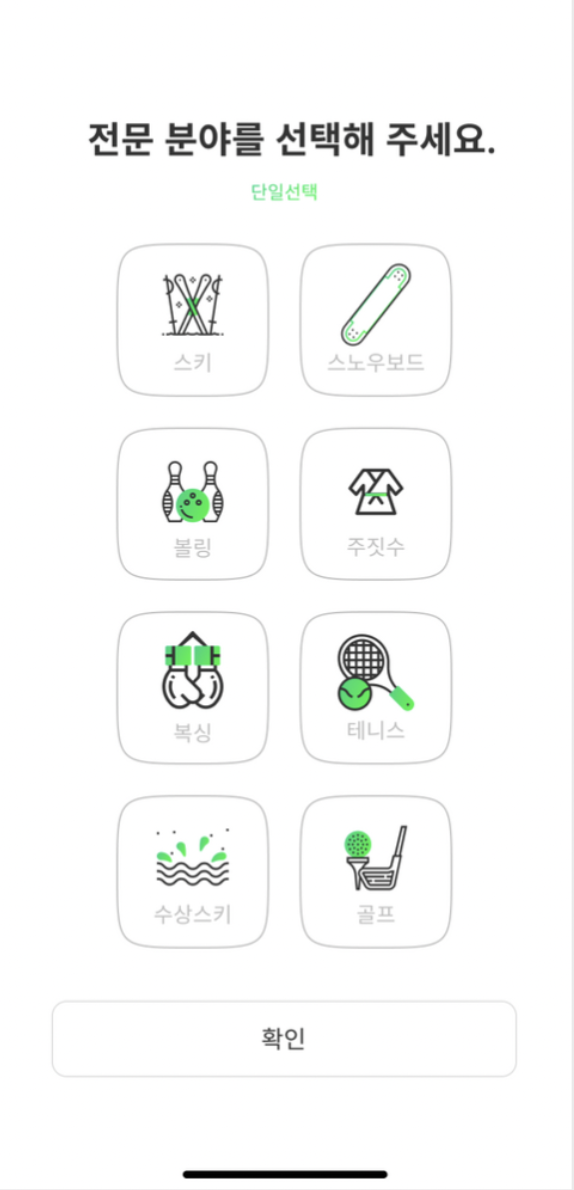 전문 분야를 선택해 주세요.
단일선택
스키
스노우보드
볼링
주짓수
복싱
테니스
수상스키
골프
확인